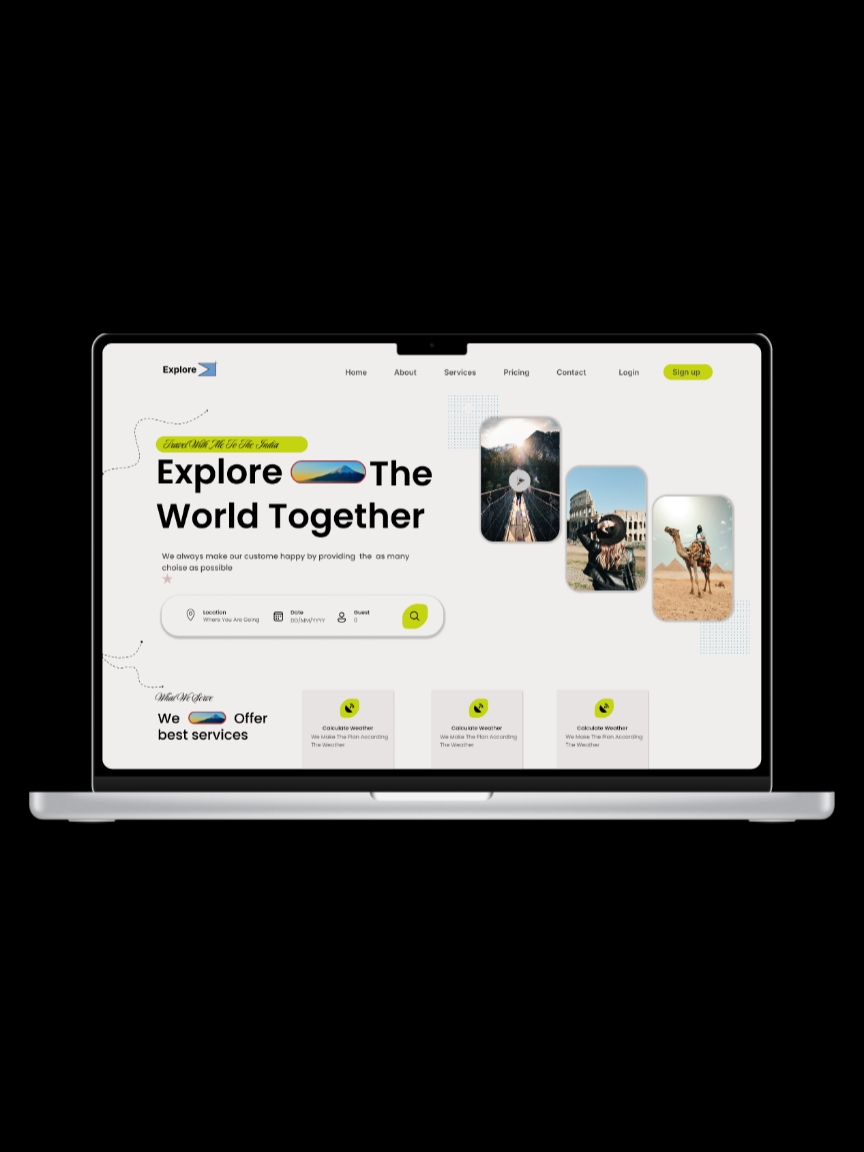 Explore
Home About Services Pricing Contact Login Sign up
Travel With Me To The India
Explore The
World Together
We always make our custome happy by providing the as many
choise as possible
Location Date Guest
Where You Are Going DD/MM/YYYY 0
What We Serve
We Offer
best services
Calculate Weather Calculate Weather Calculate Weather
We Make The Plan According We Make The Plan According We Make The Plan According
The Weather The Weather The Weather